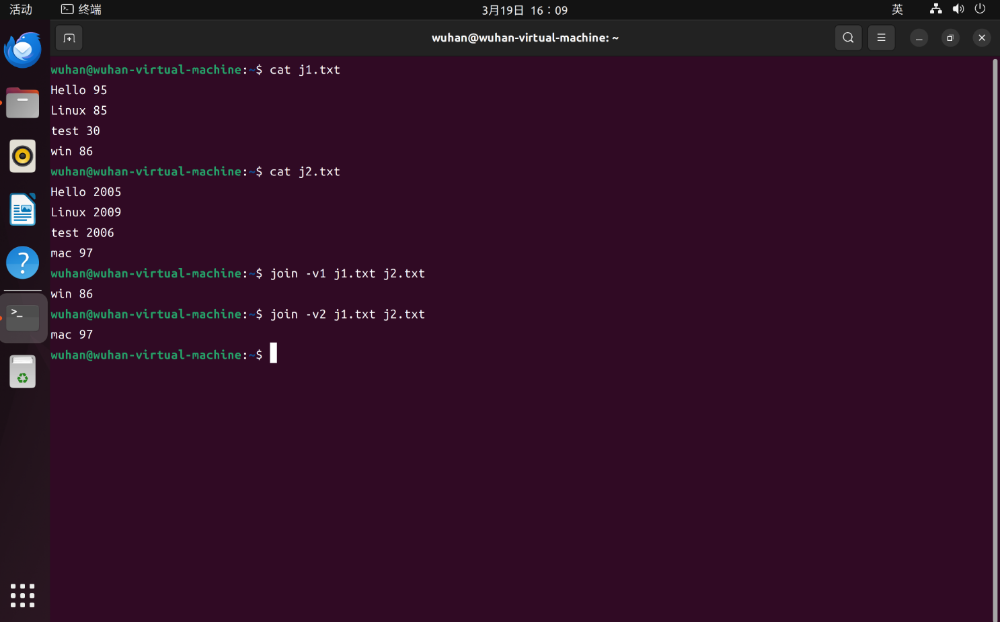 活动 终端 3月19日 16：09 英
wuhan@wuhan-virtual-machine: ~
wuhan@wuhan-virtual-machine:~$ cat j1.txt
Hello 95
Linux 85
test 30
win 86
wuhan@wuhan-virtual-machine:~$ cat j2.txt
Hello 2005
Linux 2009
test 2006
mac 97
wuhan@wuhan-virtual-machine:~$ join -v1 j1.txt j2.txt
win 86
wuhan@wuhan-virtual-machine:~$ join -v2 j1.txt j2.txt
mac 97
wuhan@wuhan-virtual-machine:~$